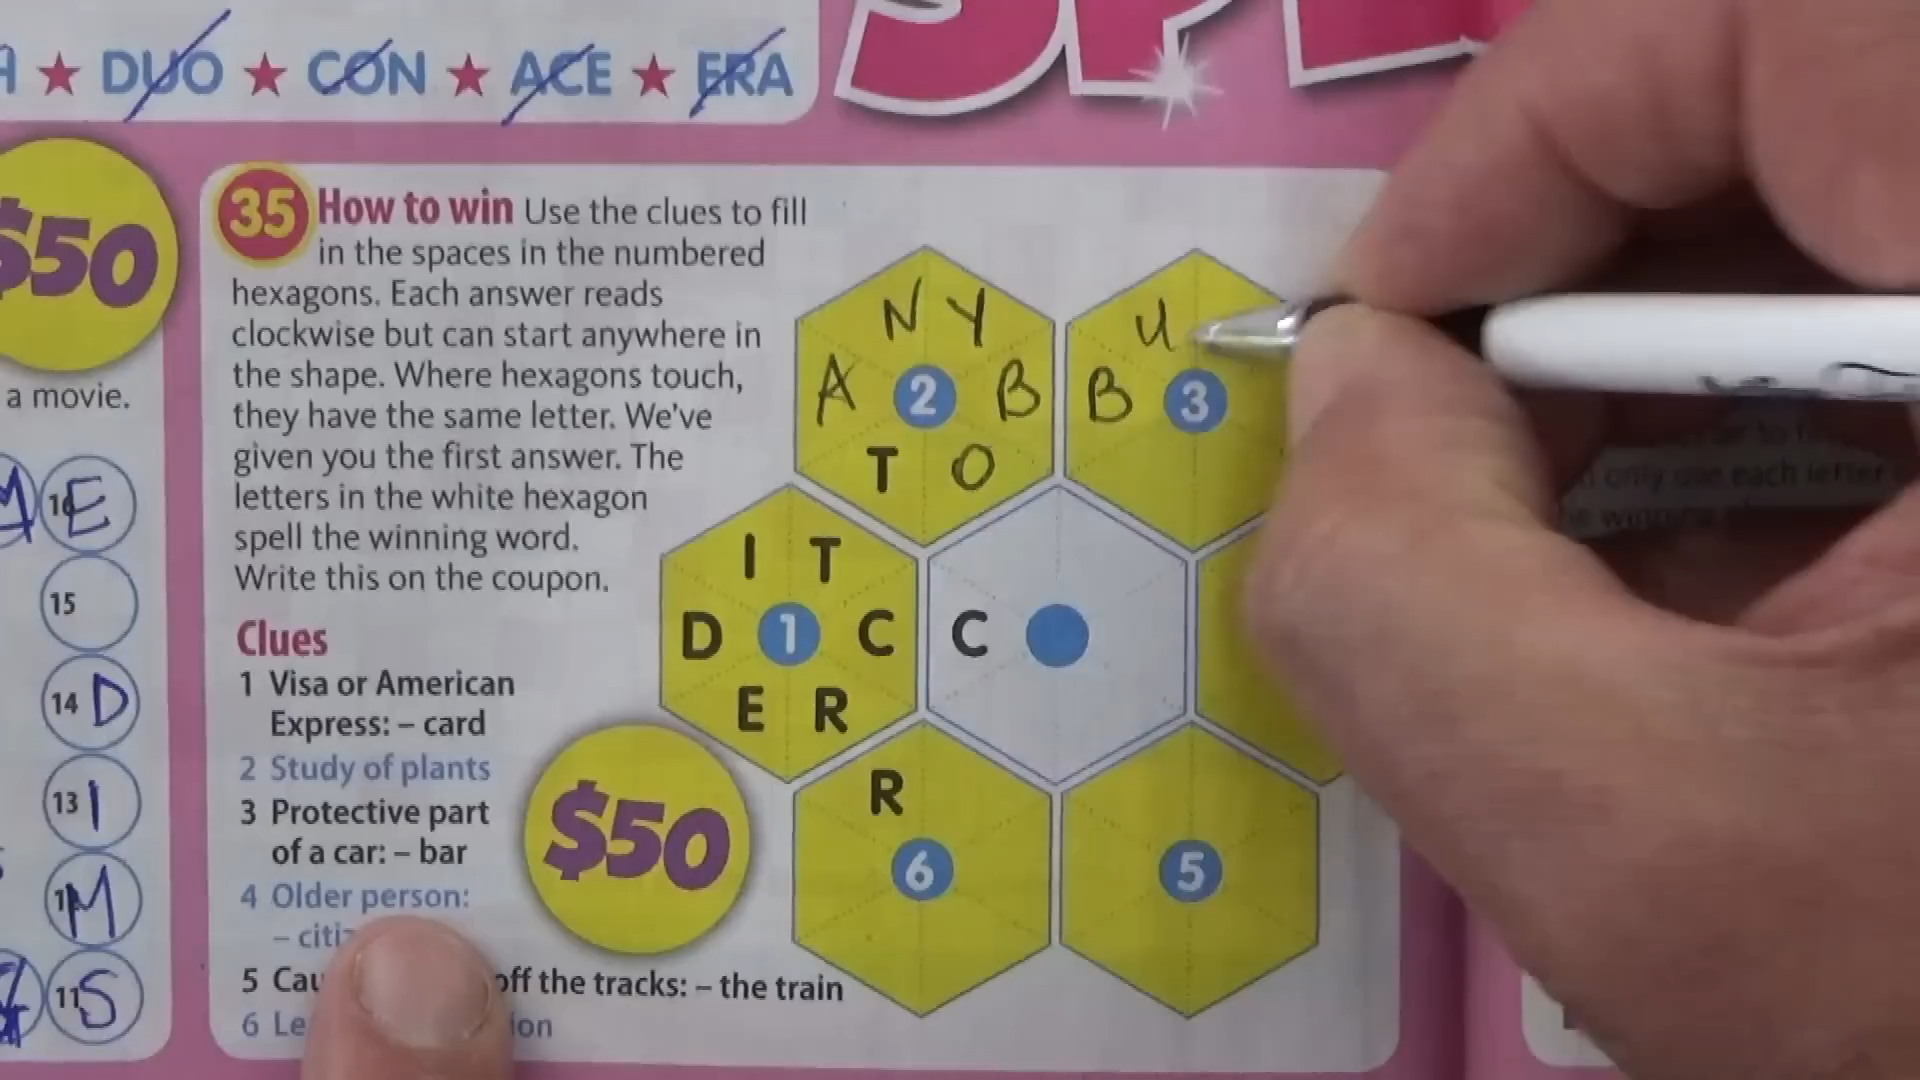 DUO ★ CON ★ ACE ★ ERA
$50
a movie.
E
15
14 D
13 I
M
11 S
35 How to win Use the clues to fill
in the spaces in the numbered
hexagons. Each answer reads
clockwise but can start anywhere in
the shape. Where hexagons touch,
they have the same letter. We've
given you the first answer. The
letters in the white hexagon
spell the winning word.
Write this on the coupon.
Clues
1 Visa or American
Express: – card
2 Study of plants
3 Protective part
of a car: – bar
4 Older person:
–
5 off the tracks: – the train
6
$50
N Y
A 2 B
T O
U
B 3
I T
D 1 C
E R
C
R
6
5
only use each letter